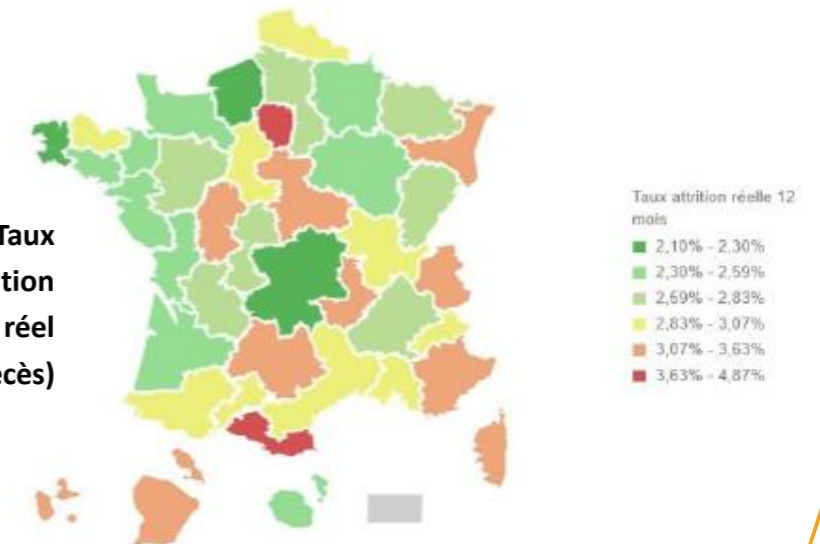 Taux
tion
réel
ecès)
Taux attrition réelle 12
mois
2,10% - 2,30%
2,30% - 2,59%
2,59% - 2,83%
2,83% - 3,07%
3,07% - 3,63%
3,63% - 4,87%